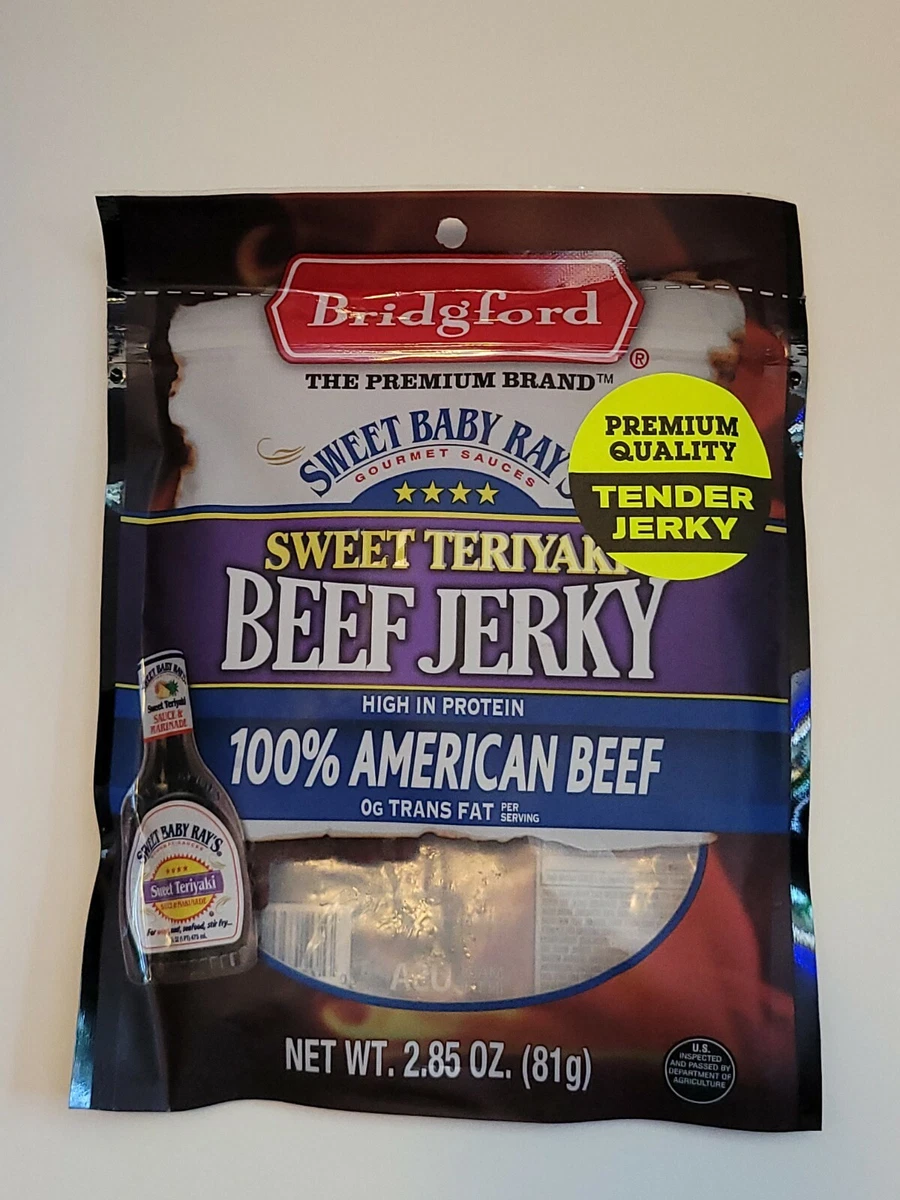 Bridgford
®
THE PREMIUM BRAND™
SWEET BABY RAY'S
GOURMET SAUCES
PREMIUM
QUALITY
TENDER
JERKY
SWEET TERIYAKI
BEEF JERKY
HIGH IN PROTEIN
100% AMERICAN BEEF
0g TRANS FAT PER SERVING
SWEET BABY RAY'S
Sweet Teriyaki
SAUCE &
MARINADE
SWEET BABY RAY'S
Sweet Teriyaki
SAUCE & MARINADE
NET WT. 2.85 OZ. (81g)
U.S.
INSPECTED
AND PASSED BY
DEPARTMENT OF
AGRICULTURE